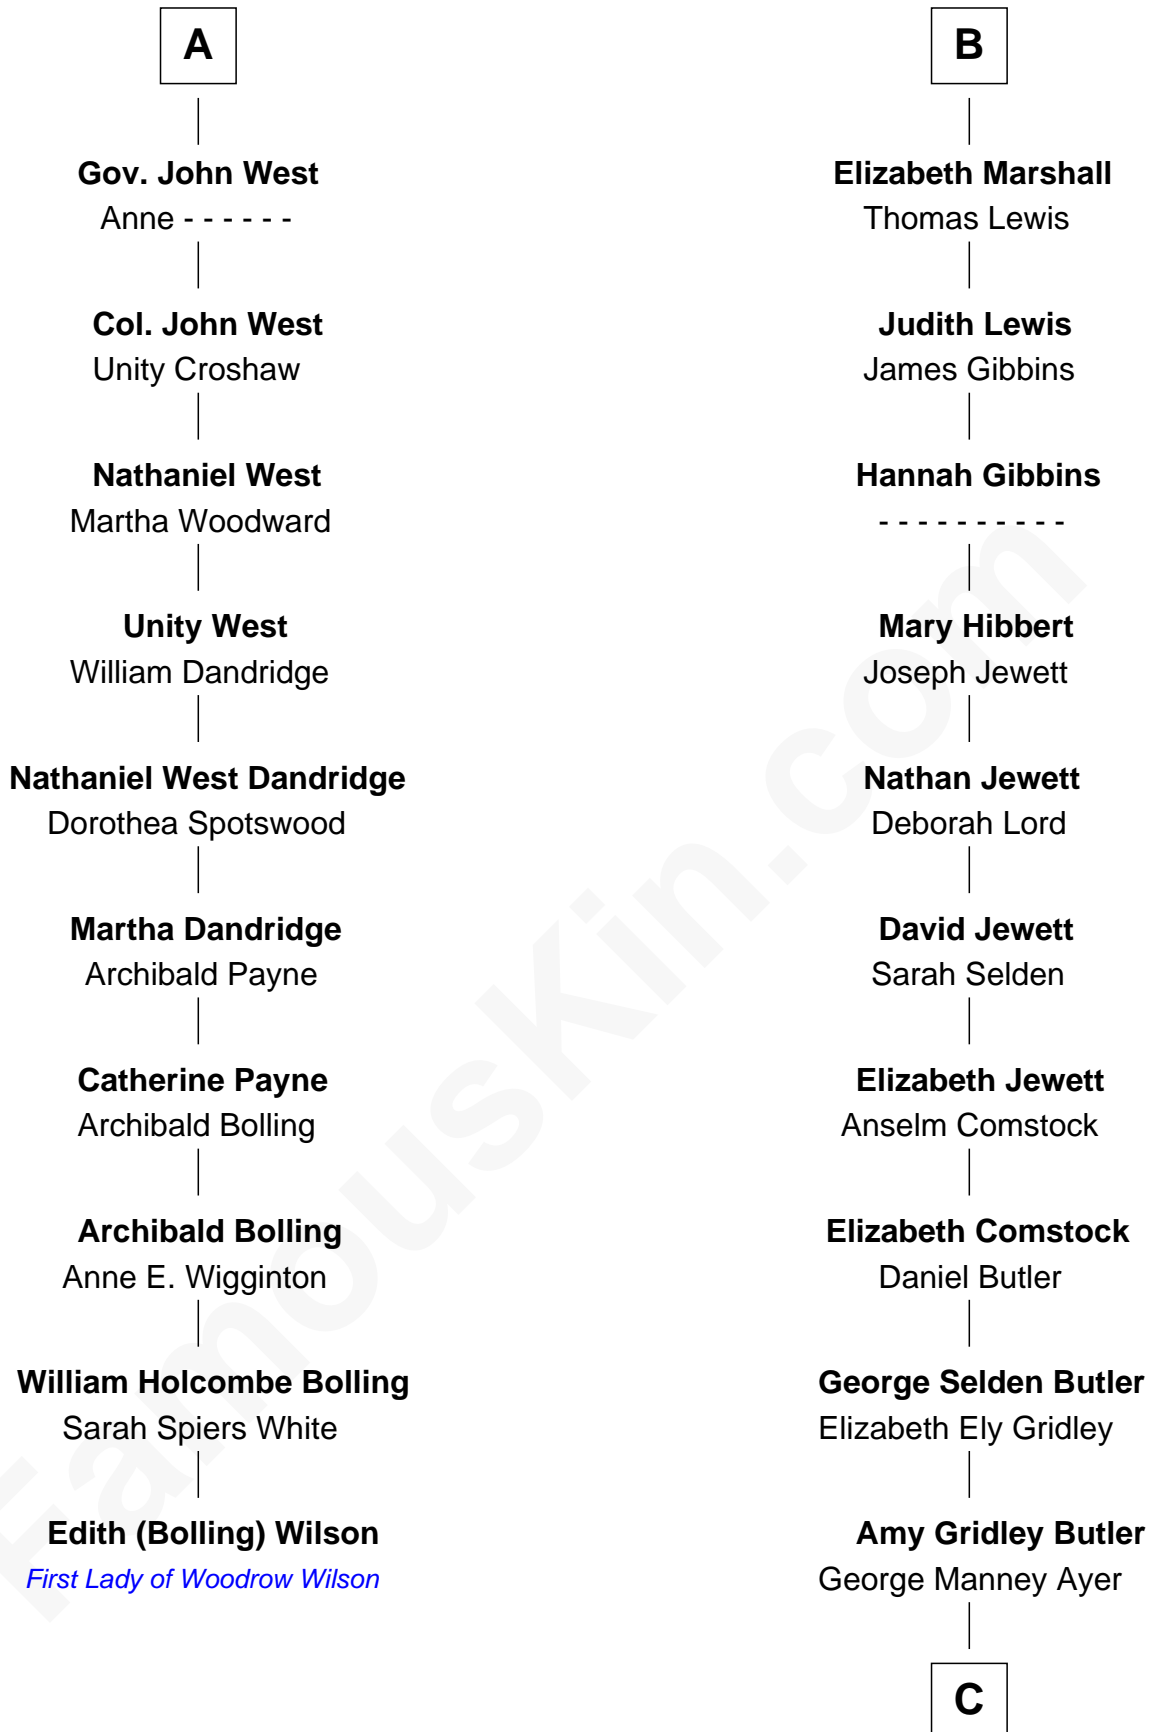 A
Gov. John West
Anne - - - - - -
Col. John West
Unity Croshaw
Nathaniel West
Martha Woodward
Unity West
William Dandridge
Nathaniel West Dandridge
Dorothea Spotswood
Martha Dandridge
Archibald Payne
Catherine Payne
Archibald Bolling
Archibald Bolling
Anne E. Wigginton
William Holcombe Bolling
Sarah Spiers White
Edith (Bolling) Wilson
First Lady of Woodrow Wilson
B
Elizabeth Marshall
Thomas Lewis
Judith Lewis
James Gibbins
Hannah Gibbins
- - - - - - - - - -
Mary Hibbert
Joseph Jewett
Nathan Jewett
Deborah Lord
David Jewett
Sarah Selden
Elizabeth Jewett
Anselm Comstock
Elizabeth Comstock
Daniel Butler
George Selden Butler
Elizabeth Ely Gridley
Amy Gridley Butler
George Manney Ayer
C
FamousKin.com